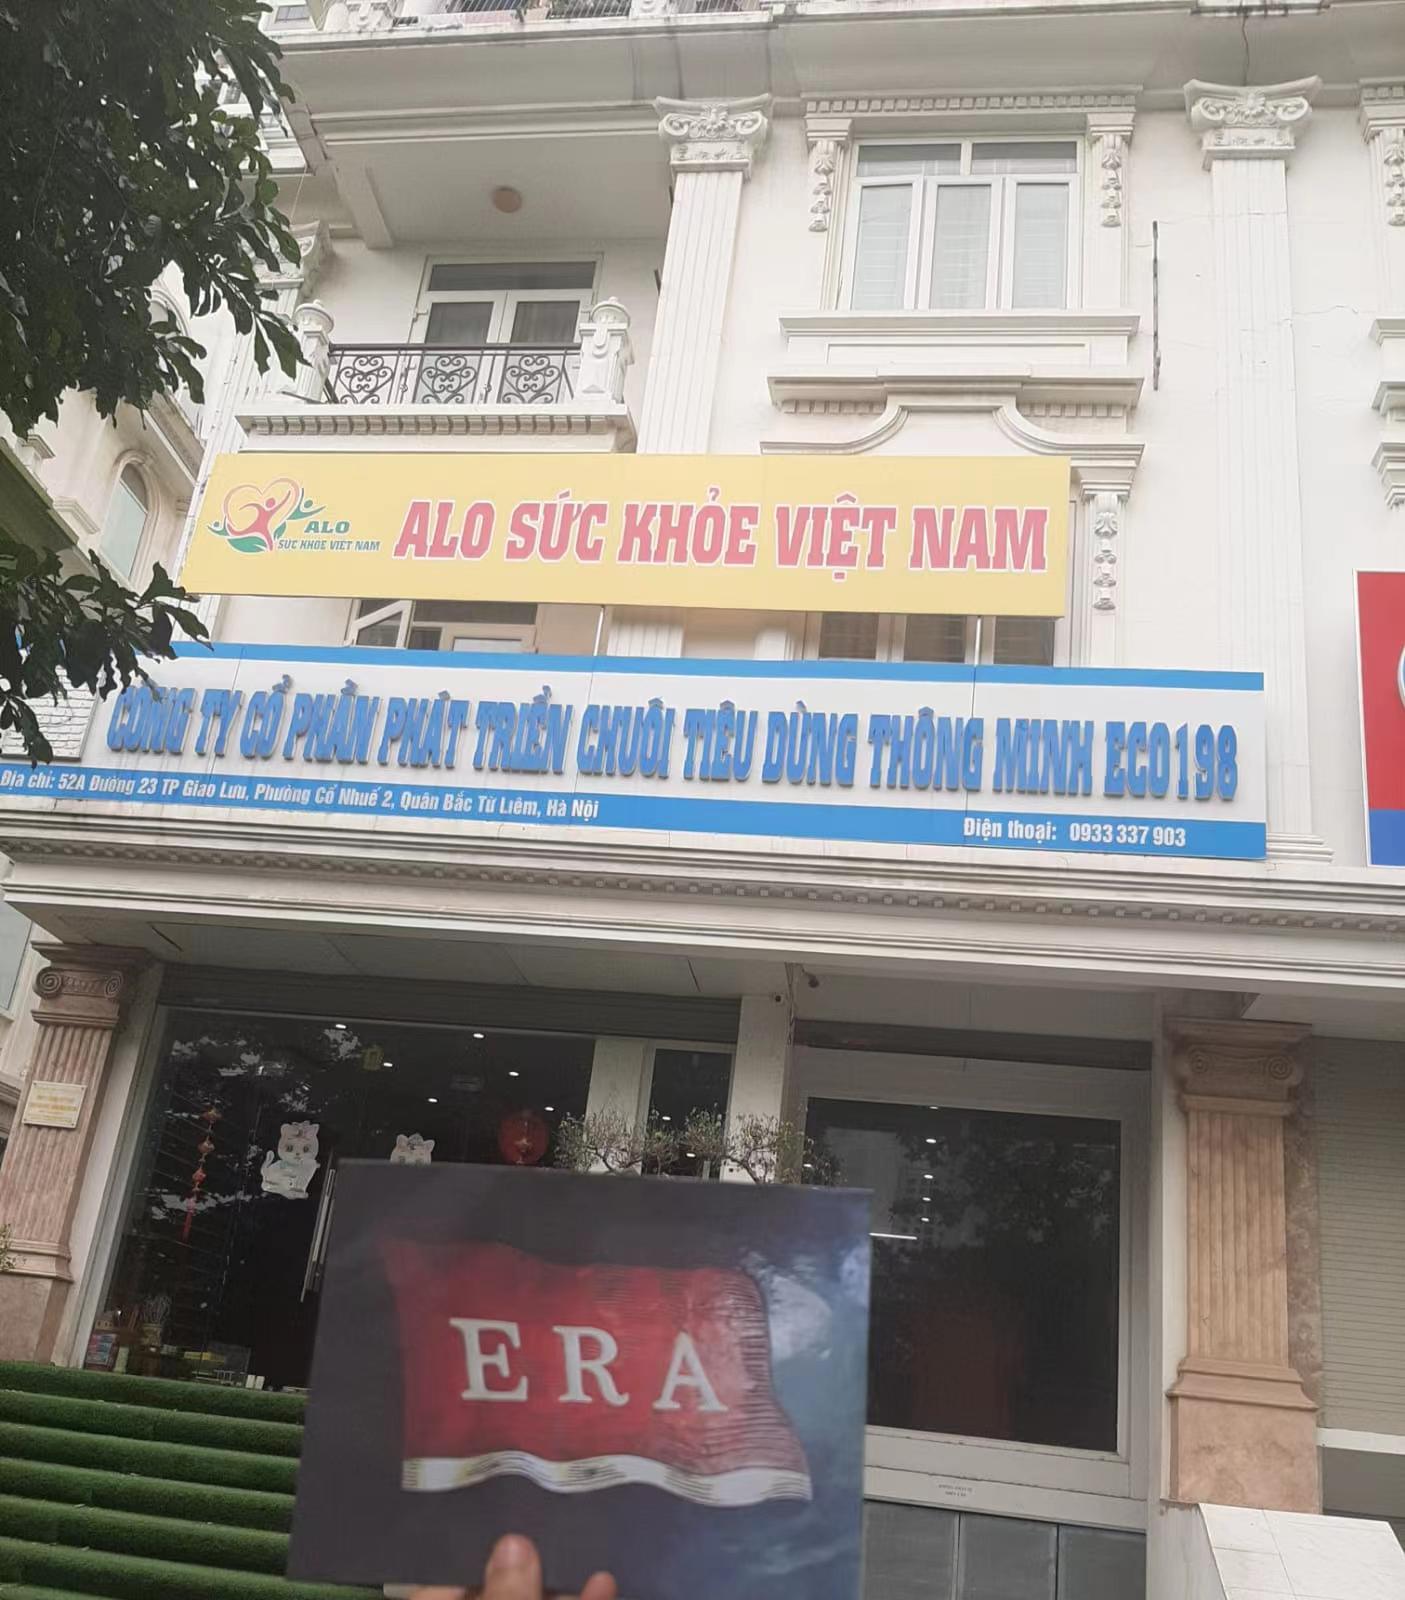 ALO
SỨC KHỎE VIỆT NAM
ALO SỨC KHỎE VIỆT NAM
CÔNG TY CỔ PHẦN PHÁT TRIỂN CHUỖI TIÊU DÙNG THÔNG MINH ECO198
Địa chỉ: 52A Đường 23 TP Giao Lưu, Phường Cổ Nhuế 2, Quận Bắc Từ Liêm, Hà Nội
Điện thoại: 0933 337 903
ERA